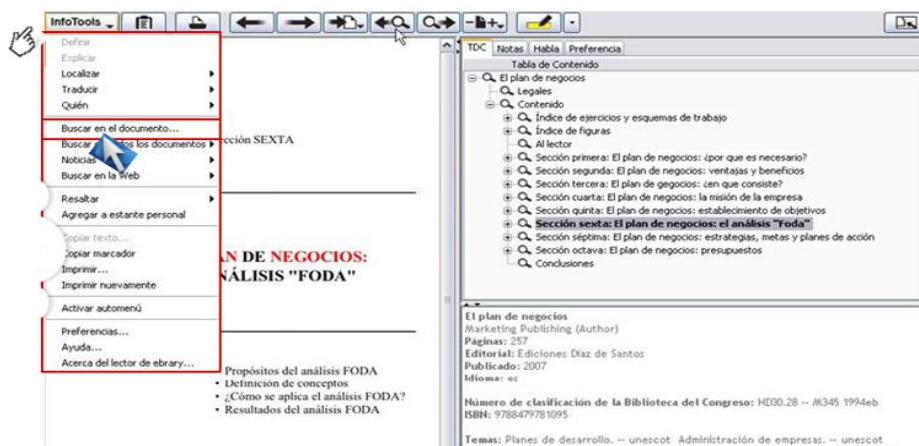 InfoTools
Definir
Explicar
Localizar
Traducir
Quién
Buscar en el documento...
Buscar los documentos
Noticias
Buscar en la Web
Resaltar
Agregar a estante personal
Copiar texto...
Copiar marcador
Imprimir...
Imprimir nuevamente
Activar automenú
Preferencias...
Ayuda...
Acerca del lector de ebrary...
cción SEXTA
AN DE NEGOCIOS:
NÁLISIS "FODA"
Propósitos del análisis FODA
• Definición de conceptos
• ¿Cómo se aplica el análisis FODA?
• Resultados del análisis FODA
TDC Notas Habla Preferencia
Tabla de Contenido
El plan de negocios
Legales
Contenido
Índice de ejercicios y esquemas de trabajo
Índice de figuras
Al lector
Sección primera: El plan de negocios: ¿por que es necesario?
Sección segunda: El plan de negocios: ventajas y beneficios
Sección tercera: El plan de gegocios: ¿en que consiste?
Sección cuarta: El plan de negocios: la misión de la empresa
Sección quinta: El plan de negocios: establecimiento de objetivos
Sección sexta: El plan de negocios: el análisis "Foda"
Sección séptima: El plan de negocios: estrategias, metas y planes de acción
Sección octava: El plan de negocios: presupuestos
Conclusiones
El plan de negocios
Marketing Publishing (Author)
Páginas: 257
Editorial: Ediciones Díaz de Santos
Publicado: 2007
Idioma: es
Número de clasificación de la Biblioteca del Congreso: HD30.28 -- M345 1994eb
ISBN: 9788479781095
Temas: Planes de desarrollo. -- unescot Administración de empresas. -- unescot